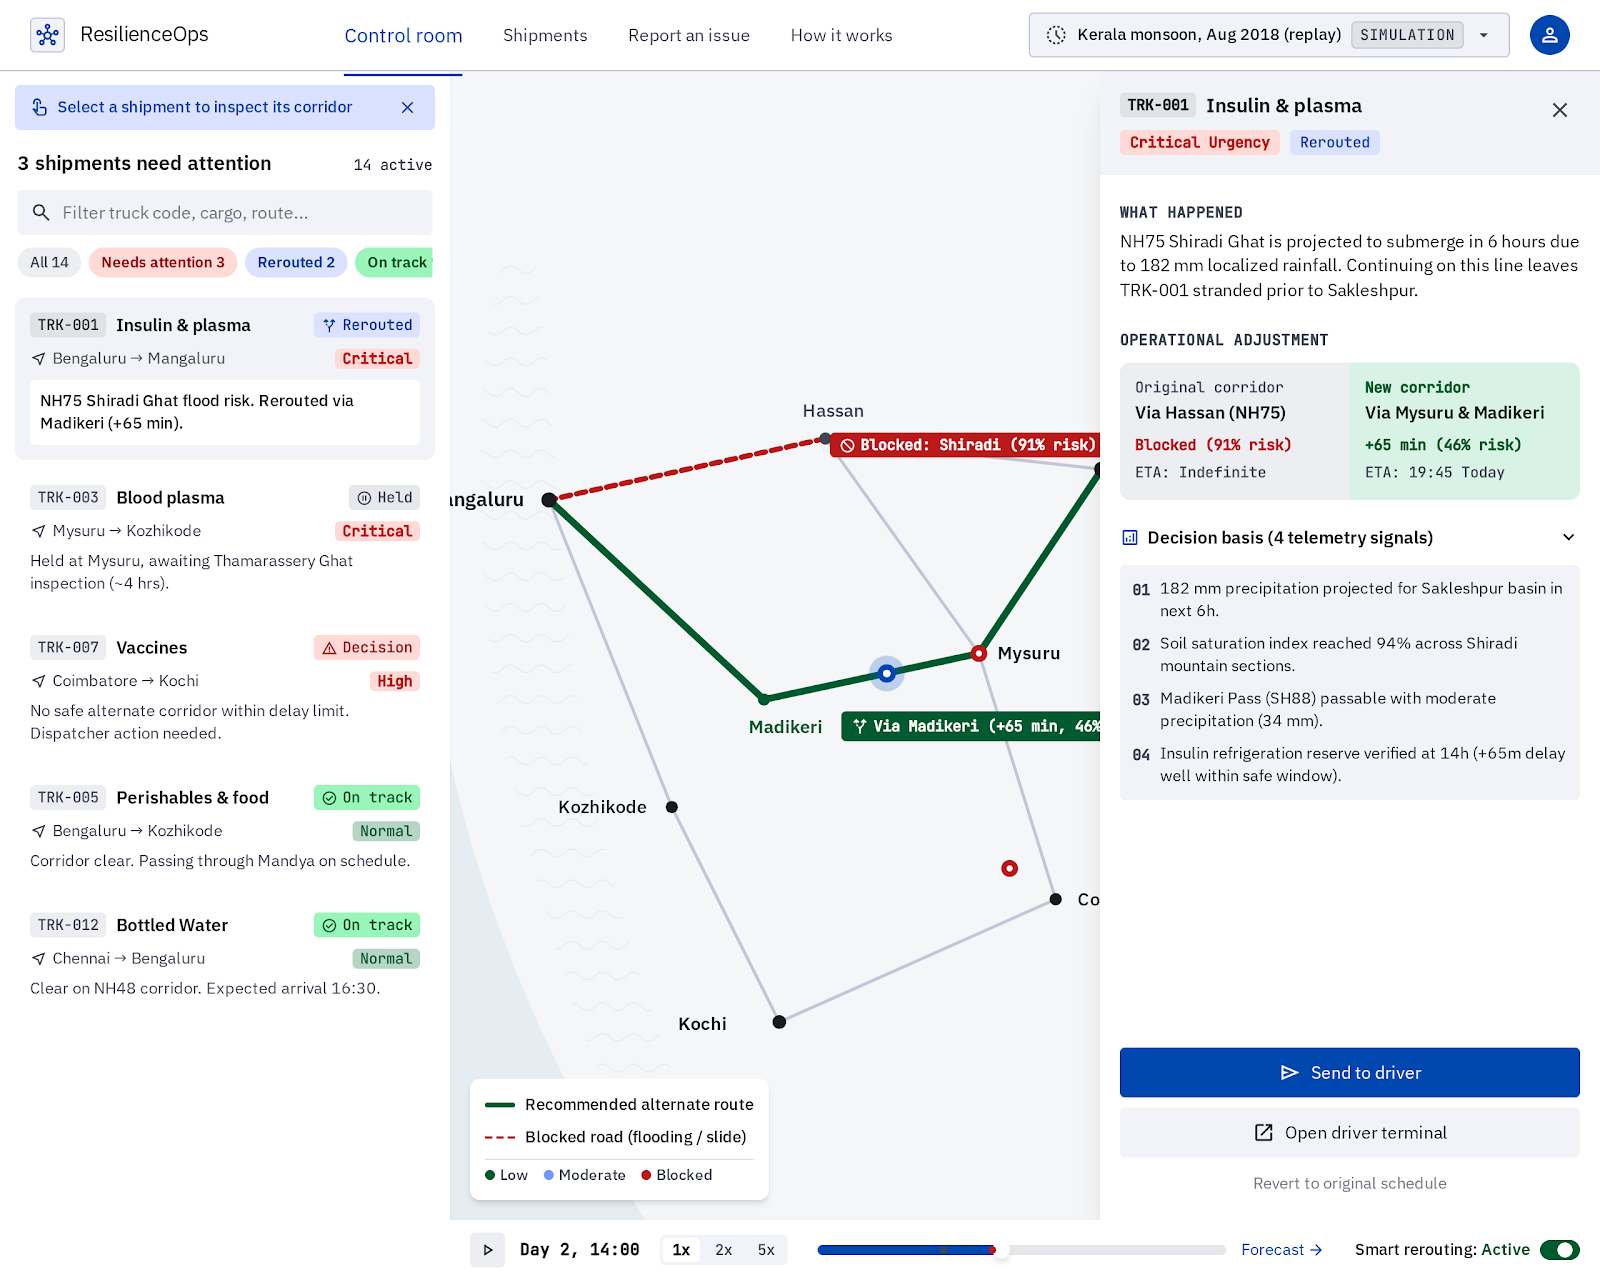 ResilienceOps
Control room
Shipments
Report an issue
How it works
Kerala monsoon, Aug 2018 (replay)
SIMULATION
Select a shipment to inspect its corridor
3 shipments need attention
14 active
Filter truck code, cargo, route...
All 14
Needs attention 3
Rerouted 2
On track
TRK-001
Insulin & plasma
Rerouted
Bengaluru → Mangaluru
Critical
NH75 Shiradi Ghat flood risk. Rerouted via
Madikeri (+65 min).
TRK-003
Blood plasma
Held
Mysuru → Kozhikode
Critical
Held at Mysuru, awaiting Thamarassery Ghat
inspection (~4 hrs).
TRK-007
Vaccines
Decision
Coimbatore → Kochi
High
No safe alternate corridor within delay limit.
Dispatcher action needed.
TRK-005
Perishables & food
On track
Bengaluru → Kozhikode
Normal
Corridor clear. Passing through Mandya on schedule.
TRK-012
Bottled Water
On track
Chennai → Bengaluru
Normal
Clear on NH48 corridor. Expected arrival 16:30.
Hassan
Blocked: Shiradi (91% risk)
ngaluru
Mysuru
Madikeri
Via Madikeri (+65 min, 46%
Kozhikode
Co
Kochi
Recommended alternate route
Blocked road (flooding / slide)
Low
Moderate
Blocked
TRK-001
Insulin & plasma
Critical Urgency
Rerouted
WHAT HAPPENED
NH75 Shiradi Ghat is projected to submerge in 6 hours due
to 182 mm localized rainfall. Continuing on this line leaves
TRK-001 stranded prior to Sakleshpur.
OPERATIONAL ADJUSTMENT
Original corridor
Via Hassan (NH75)
Blocked (91% risk)
ETA: Indefinite
New corridor
Via Mysuru & Madikeri
+65 min (46% risk)
ETA: 19:45 Today
Decision basis (4 telemetry signals)
01 182 mm precipitation projected for Sakleshpur basin in
next 6h.
02 Soil saturation index reached 94% across Shiradi
mountain sections.
03 Madikeri Pass (SH88) passable with moderate
precipitation (34 mm).
04 Insulin refrigeration reserve verified at 14h (+65m delay
well within safe window).
Send to driver
Open driver terminal
Revert to original schedule
Day 2, 14:00
1x
2x
5x
Forecast →
Smart rerouting: Active